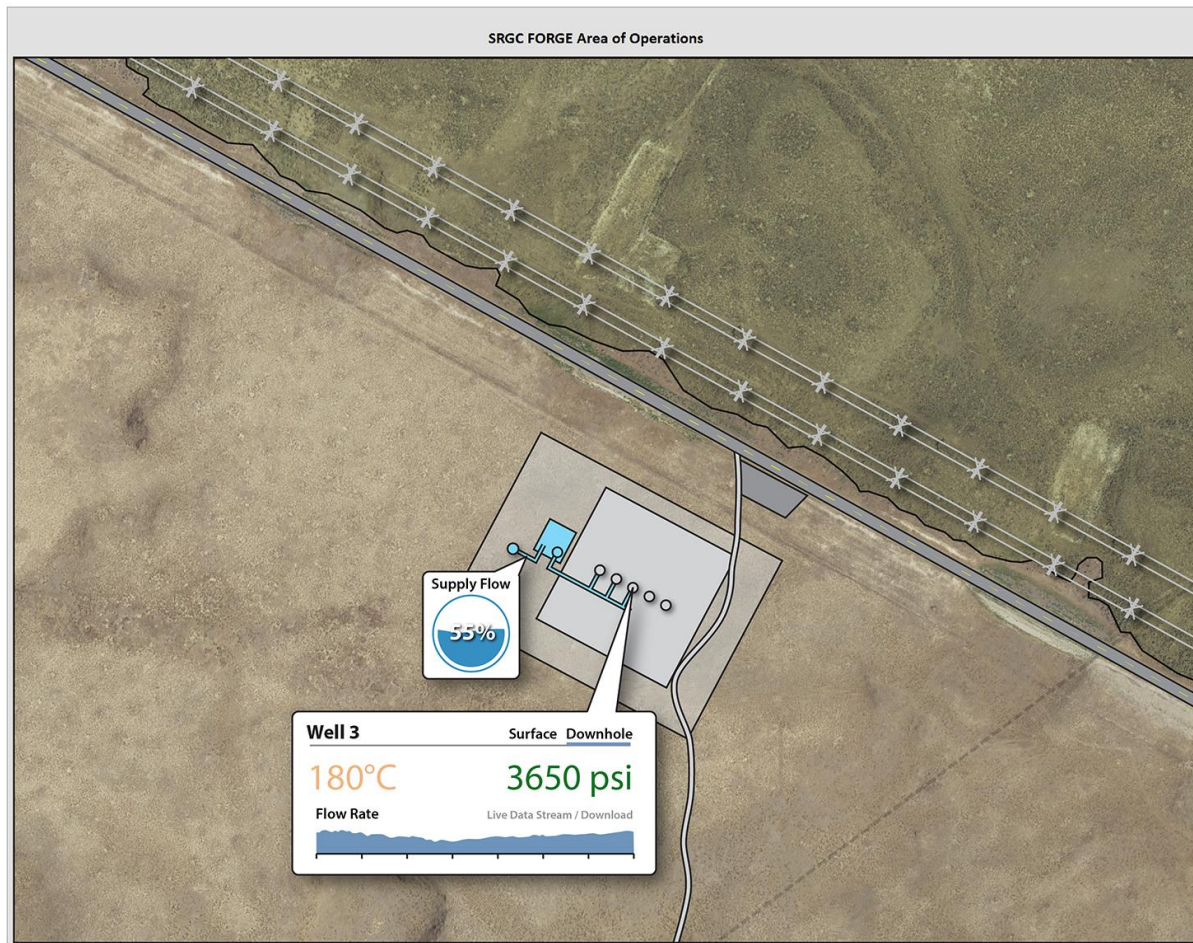 SRGC FORGE Area of Operations
Supply Flow
55%
Well 3
Surface Downhole
180°C
3650 psi
Flow Rate
Live Data Stream / Download